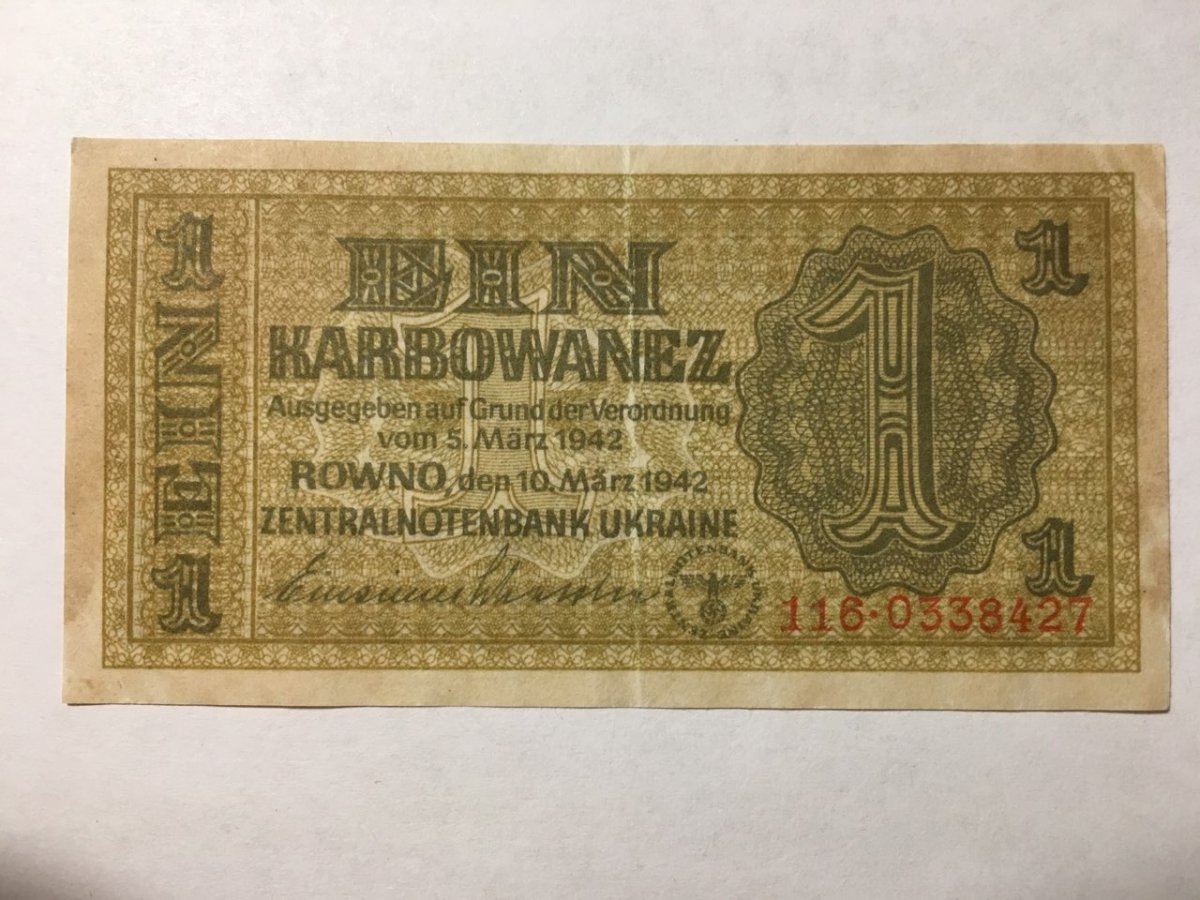 1
EIN
1
EIN
KARBOWANEZ
Ausgegeben auf Grund der Verordnung
vom 5. März 1942
ROWNO, den 10. März 1942
ZENTRALNOTENBANK UKRAINE
1
1
1
1
116·0338427